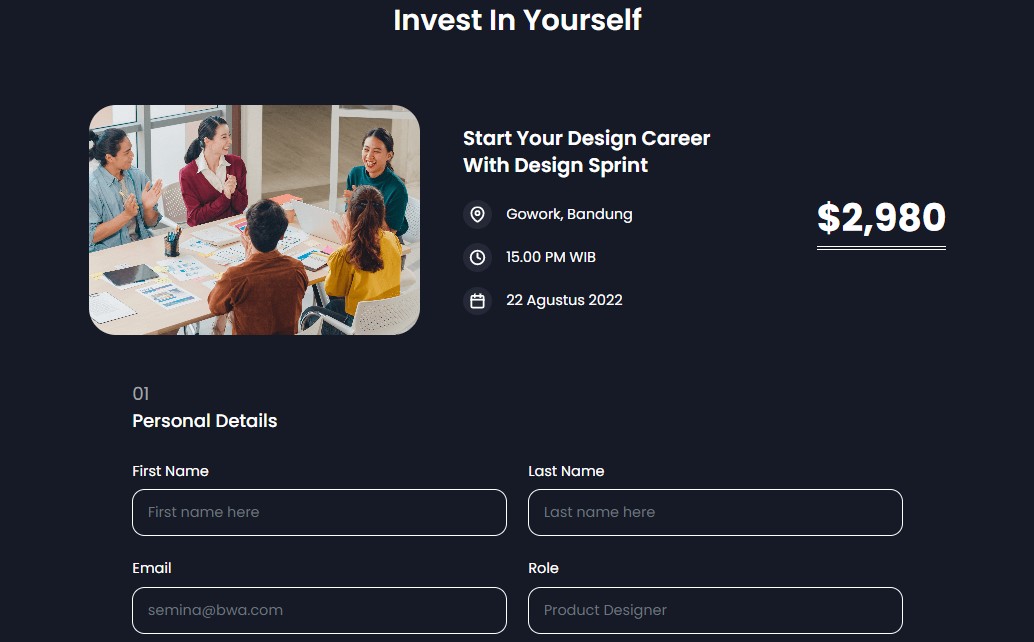 Invest In Yourself
Start Your Design Career
With Design Sprint
Gowork, Bandung
15.00 PM WIB
22 Agustus 2022
$2,980
01
Personal Details
First Name
Last Name
First name here
Last name here
Email
Role
semina@bwa.com
Product Designer